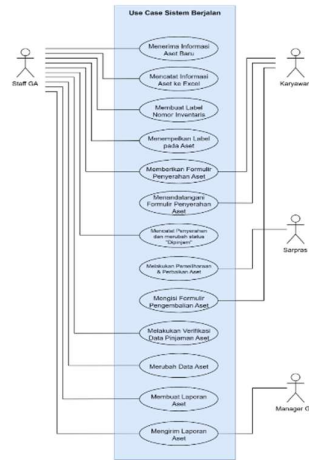 Use Case Sistem Berjalan
Staff GA
Karyawan
Sarpras
Manager G
Menerima Informasi
Aset Baru
Mencatat Informasi
Aset ke Excel
Membuat Label
Nomor Inventaris
Menempelkan Label
pada Aset
Memberikan Formulir
Penyerahan Aset
Menandatangani
Formulir Penyerahan
Aset
Mencatat Penyerahan
dan merubah status
"Dipinjam"
Melakukan Pemeliharaan
& Perbaikan Aset
Mengisi Formulir
Pengembalian Aset
Melakukan Verifikasi
Data Pinjaman Aset
Merubah Data Aset
Membuat Laporan
Aset
Mengirim Laporan
Aset